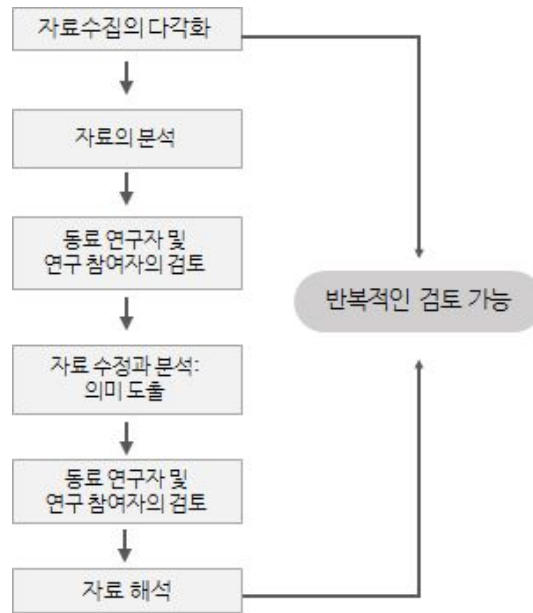 자료수집의 다각화
자료의 분석
동료 연구자 및
연구 참여자의 검토
반복적인 검토 가능
자료 수정과 분석:
의미 도출
동료 연구자 및
연구 참여자의 검토
자료 해석